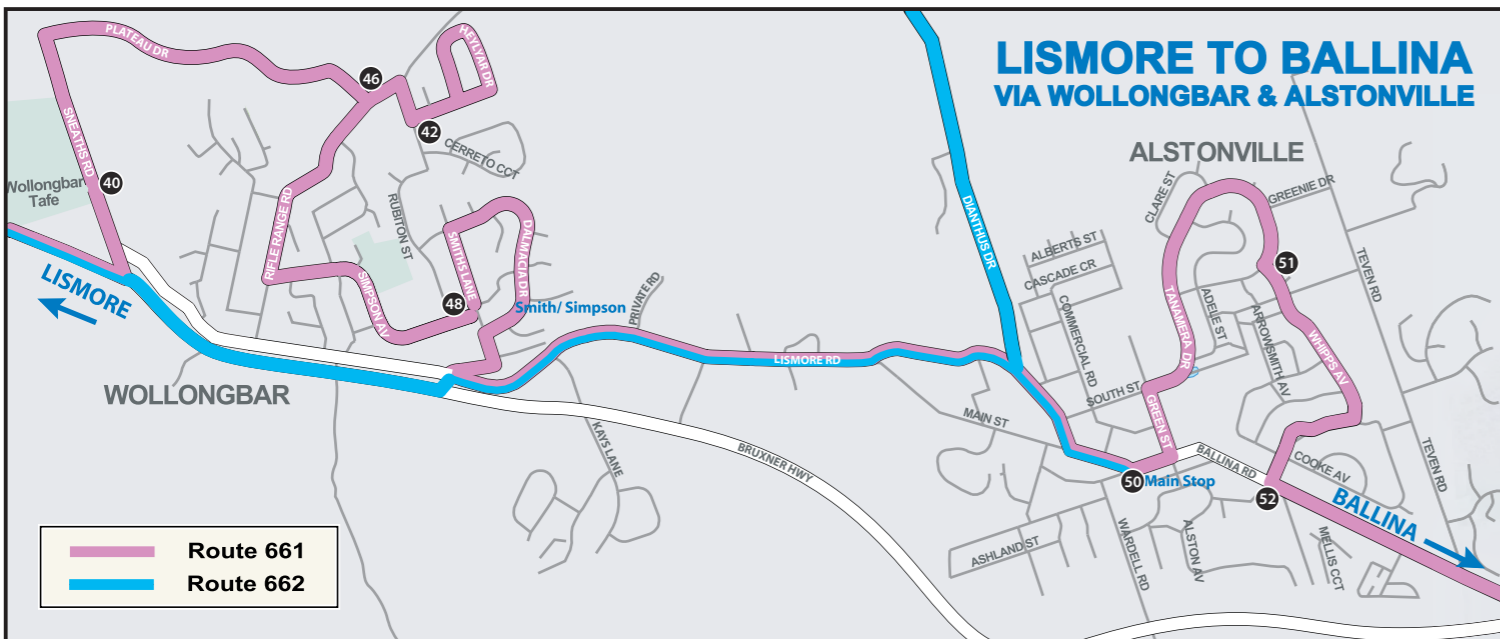 LISMORE TO BALLINA
VIA WOLLONGBAR & ALSTONVILLE
PLATEAU DR
HEYLYAR DR
46
42
CERRETO CCT
SNEATHS RD
40
Wollongbar
Tafe
RIFLE RANGE RD
RUBITON ST
SMITHS LANE
DALMACIA DR
SIMPSON AV
48
Smith/ Simpson
PRIVATE RD
LISMORE
WOLLONGBAR
LISMORE RD
DIANTHUS DR
ALSTONVILLE
CLARE ST
GREENIE DR
ALBERTS ST
CASCADE CR
COMMERCIAL RD
TANAMERA DR
ADELE ST
ARROWSMITH AV
51
TEVEN RD
WHIPPS AV
SOUTH ST
GREEN ST
MAIN ST
KAYS LANE
BRUXNER HWY
50
Main Stop
BALLINA RD
52
COOKE AV
TEVEN RD
BALLINA
ASHLAND ST
WARDELL RD
ALSTON AV
MELLIS CCT
Route 661
Route 662